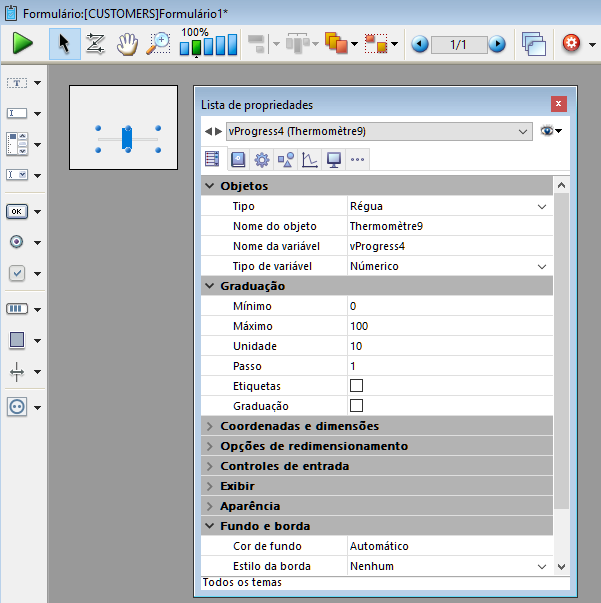 Formulário:[CUSTOMERS]Formulário1*
100%
1/1
T
OK
Lista de propriedades
vProgress4 (Thermomètre9)
Objetos
Tipo Régua
Nome do objeto Thermomètre9
Nome da variável vProgress4
Tipo de variável Númerico
Graduação
Mínimo 0
Máximo 100
Unidade 10
Passo 1
Etiquetas
Graduação
Coordenadas e dimensões
Opções de redimensionamento
Controles de entrada
Exibir
Aparência
Fundo e borda
Cor de fundo Automático
Estilo da borda Nenhum
Todos os temas